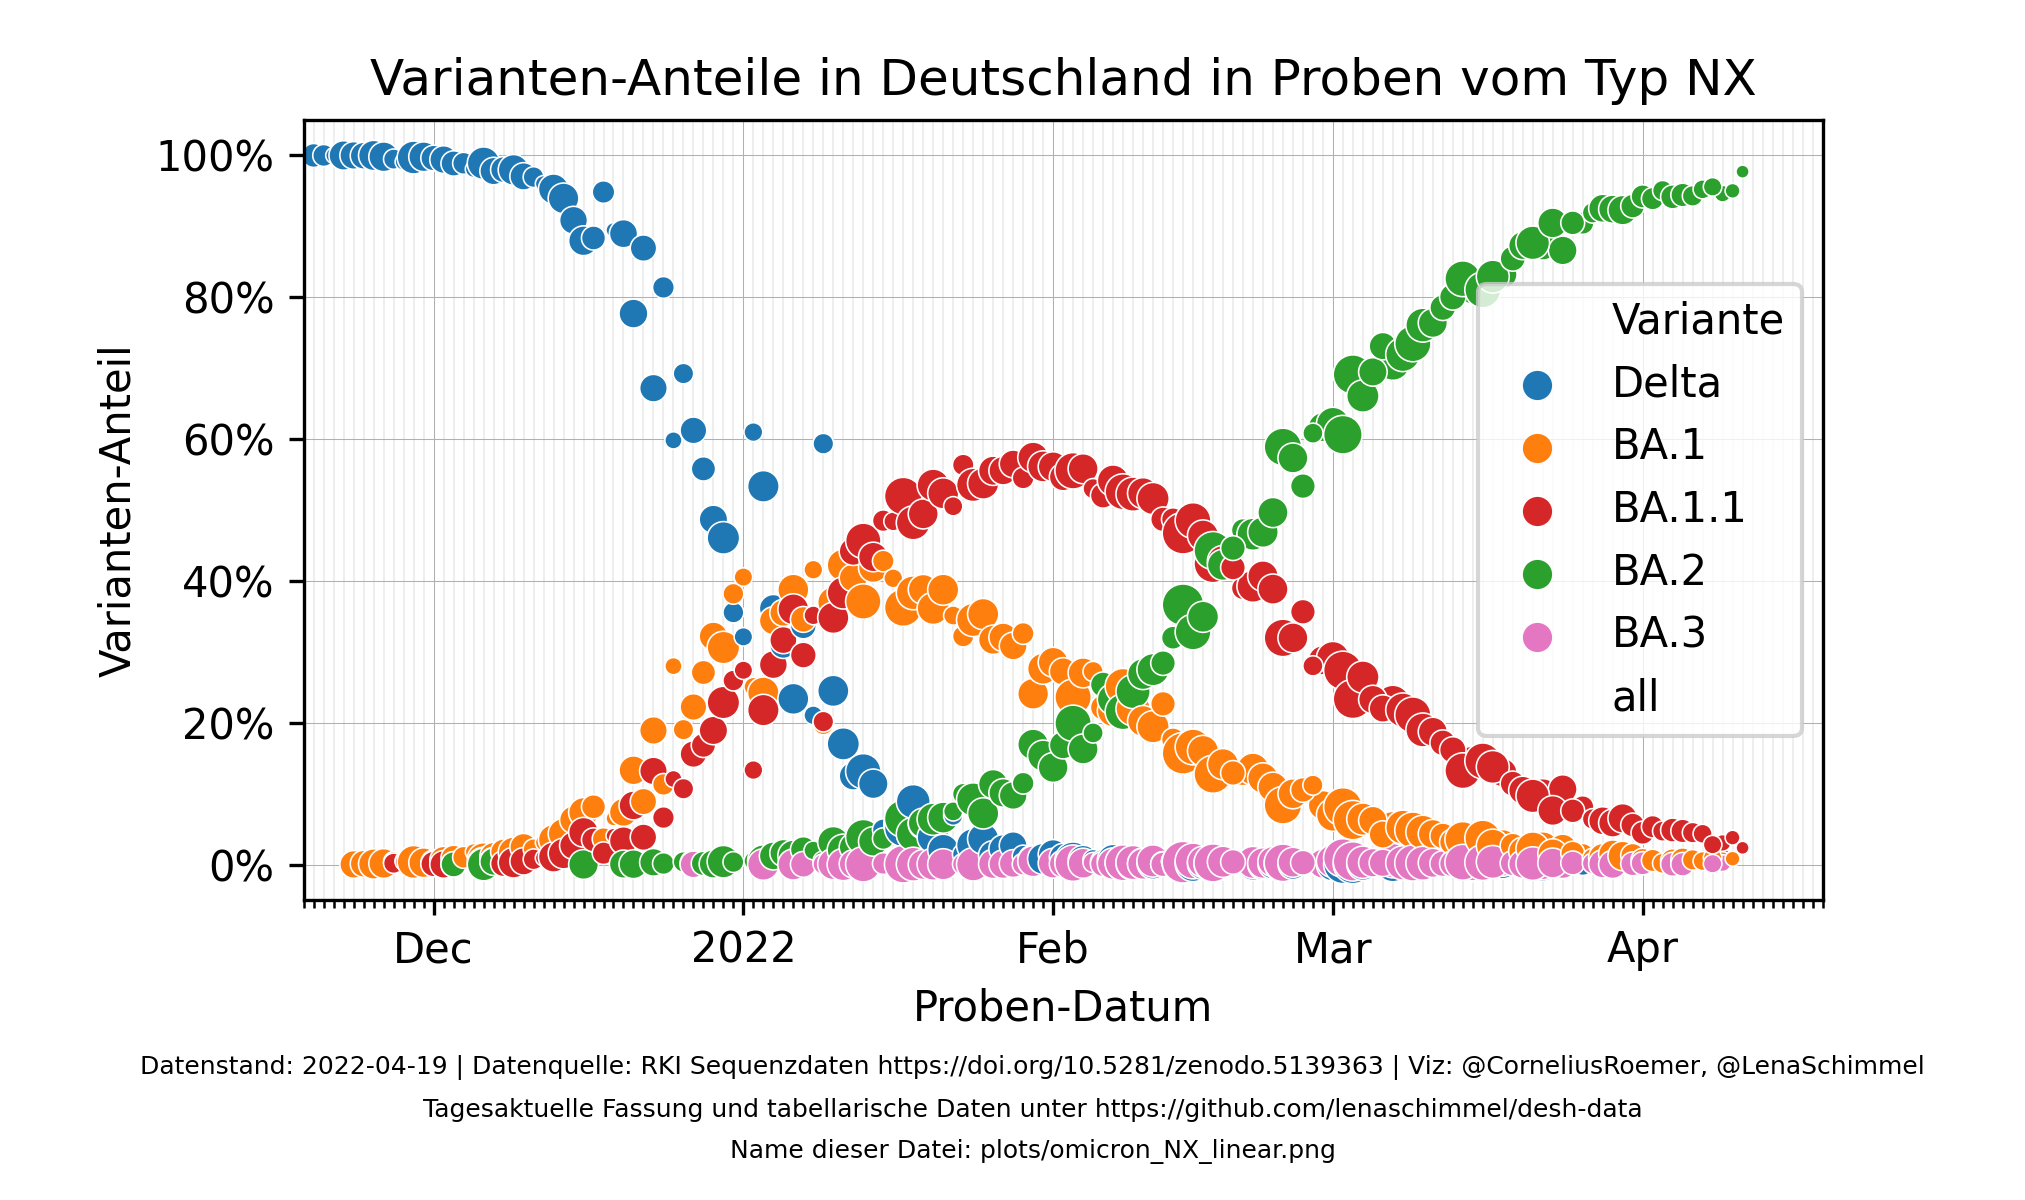 Varianten-Anteile in Deutschland in Proben vom Typ NX
Varianten-Anteil
100%
80%
60%
40%
20%
0%
Variante
Delta
BA.1
BA.1.1
BA.2
BA.3
all
Dec
2022
Feb
Mar
Apr
Proben-Datum
Datenstand: 2022-04-19 | Datenquelle: RKI Sequenzdaten https://doi.org/10.5281/zenodo.5139363 | Viz: @CorneliusRoemer, @LenaSchimmel
Tagesaktuelle Fassung und tabellarische Daten unter https://github.com/lenaschimmel/desh-data
Name dieser Datei: plots/omicron_NX_linear.png